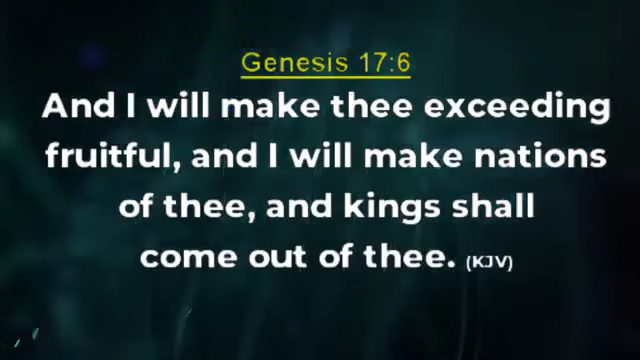 Genesis 17:6
And I will make thee exceeding
fruitful, and I will make nations
of thee, and kings shall
come out of thee. (KJV)